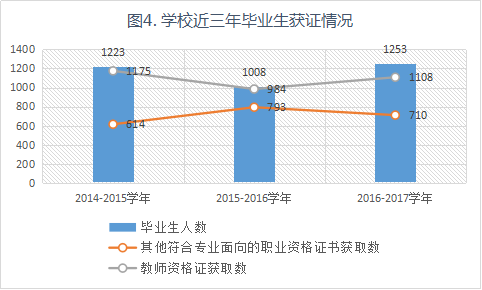 图4. 学校近三年毕业生获证情况
1400
1200
1000
800
600
400
200
0
1223
1175
614
1008
984
793
1253
1108
710
2014-2015学年
2015-2016学年
2016-2017学年
毕业生人数
其他符合专业面向的职业资格证书获取数
教师资格证获取数